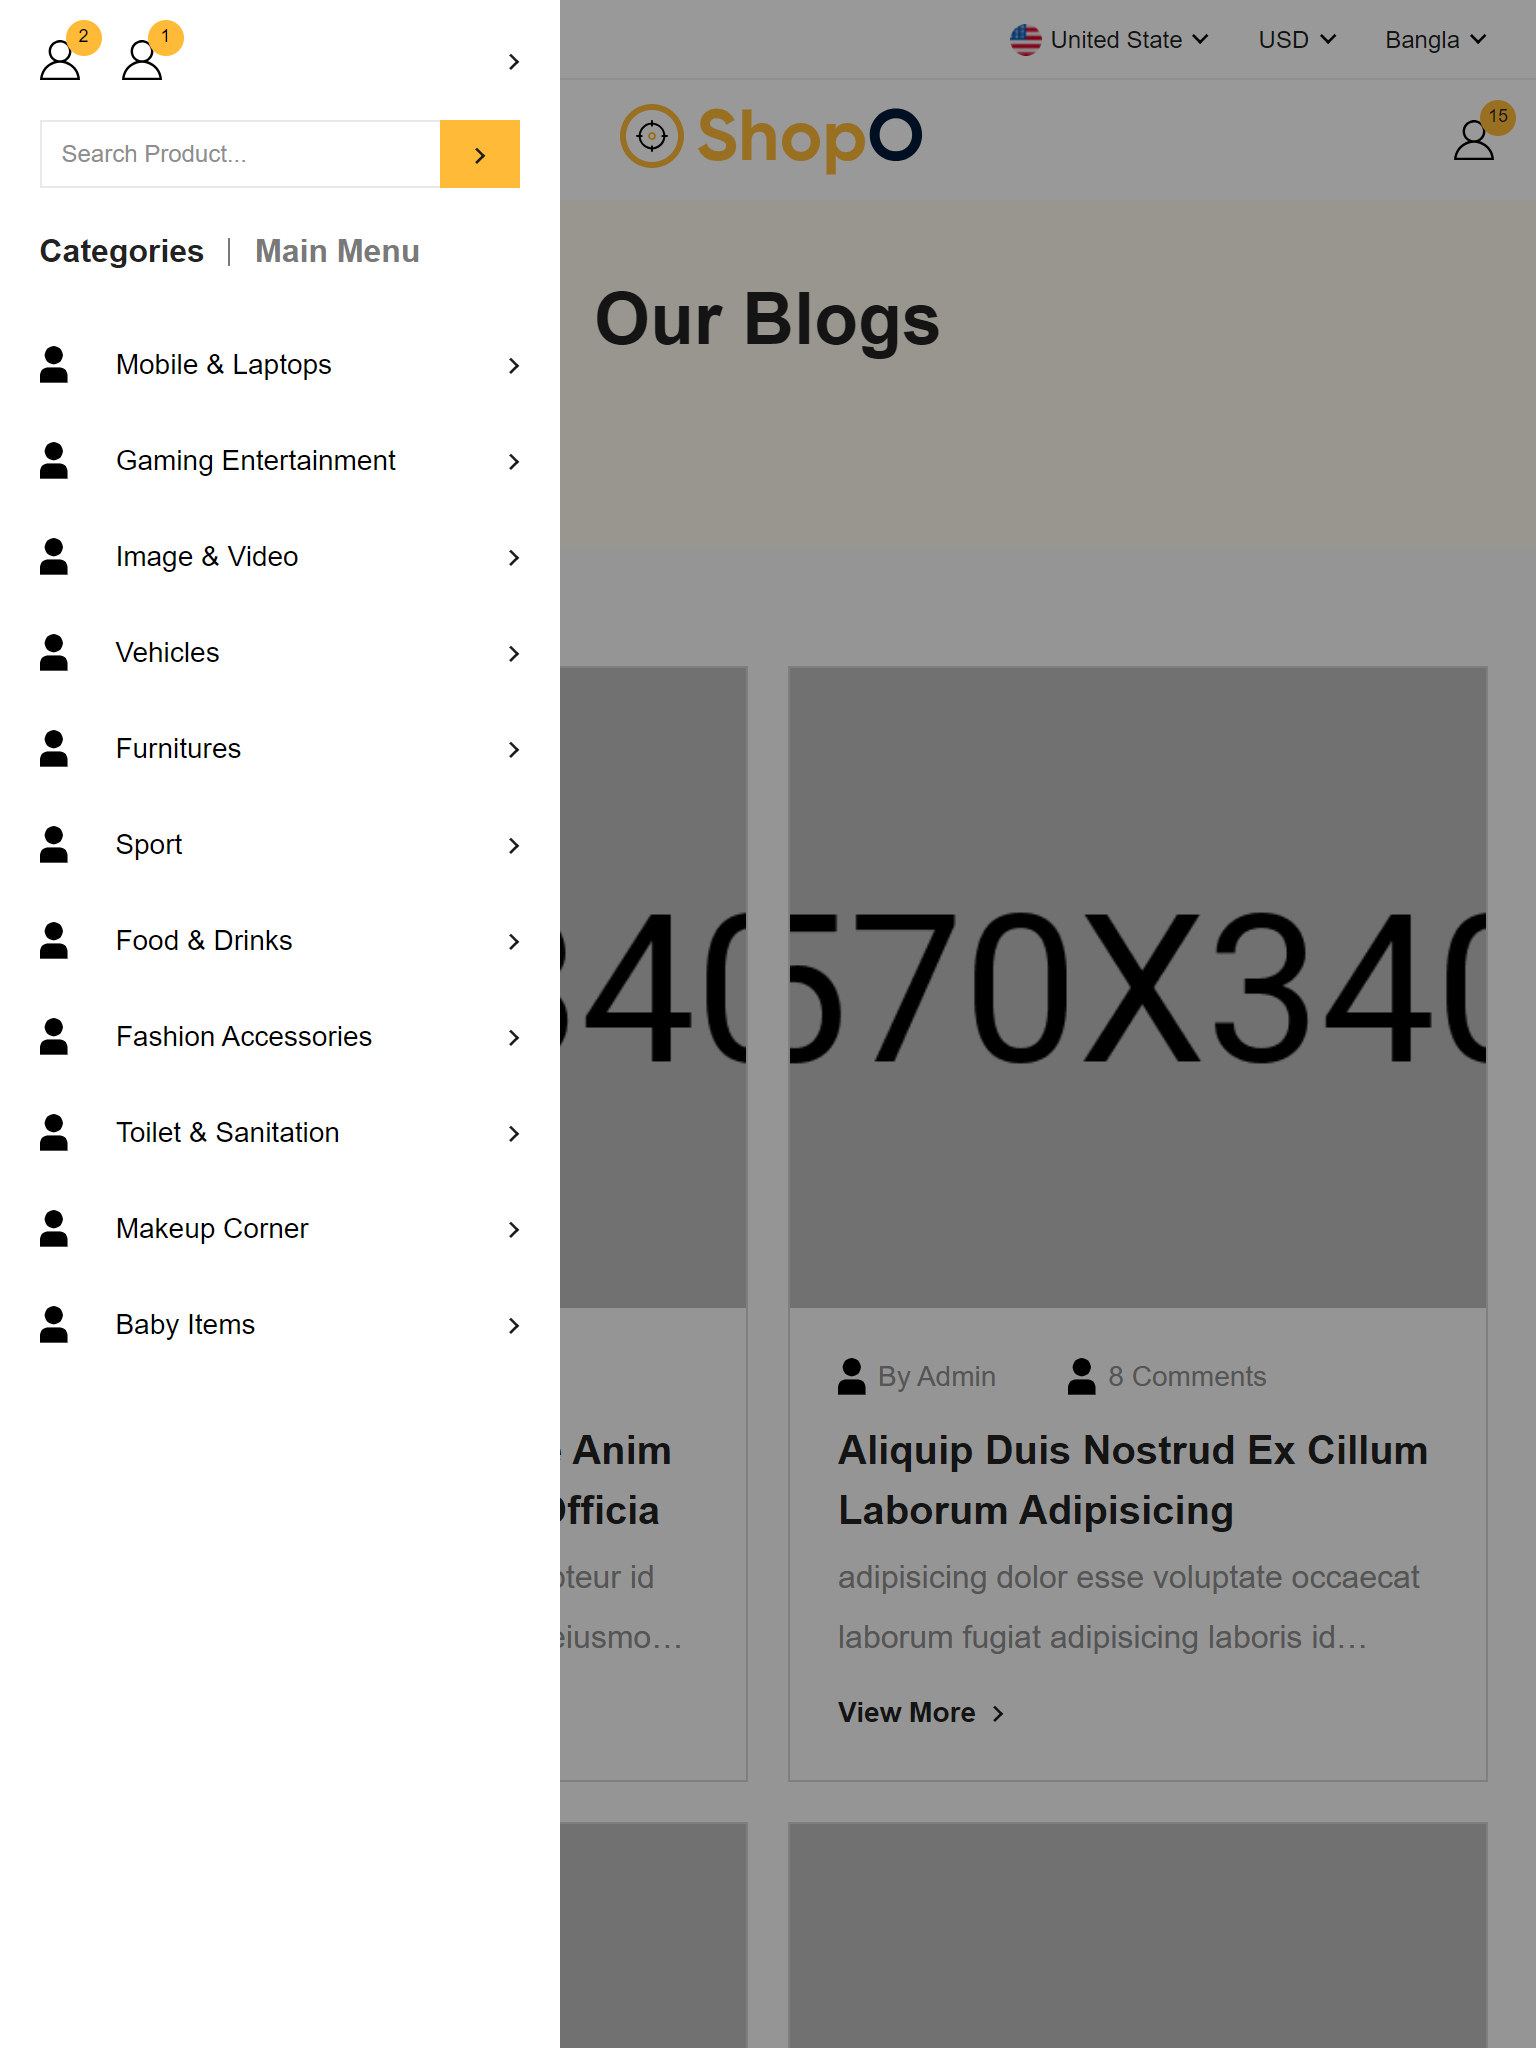 2
1
Search Product...
Categories | Main Menu
Mobile & Laptops
Gaming Entertainment
Image & Video
Vehicles
Furnitures
Sport
Food & Drinks
Fashion Accessories
Toilet & Sanitation
Makeup Corner
Baby Items
United State
USD
Bangla
ShopO
15
Our Blogs
340
570X340
By Admin
8 Comments
Anim
Aliquip Duis Nostrud Ex Cillum
Laborum Adipisicing
adipisicing dolor esse voluptate occaecat
id
laborum fugiat adipisicing laboris id...
View More